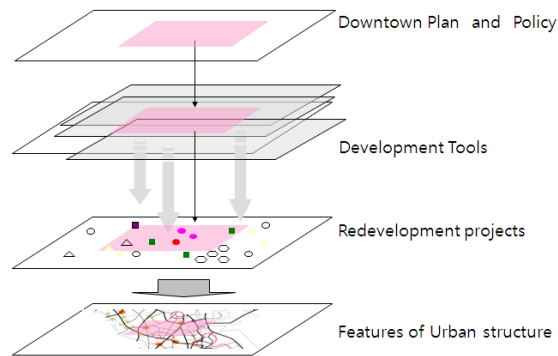 Downtown Plan and Policy
Development Tools
Redevelopment projects
Features of Urban structure